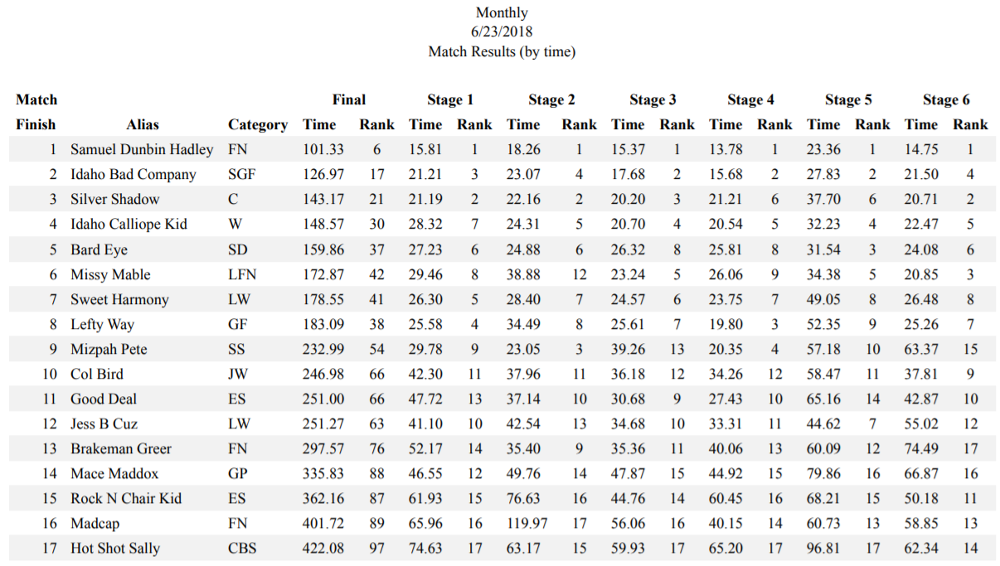 Monthly
6/23/2018
Match Results (by time)
Match Final Stage 1 Stage 2 Stage 3 Stage 4 Stage 5 Stage 6
Finish Alias Category Time Rank Time Rank Time Rank Time Rank Time Rank Time Rank Time Rank
1 Samuel Dunbin Hadley FN 101.33 6 15.81 1 18.26 1 15.37 1 13.78 1 23.36 1 14.75 1
2 Idaho Bad Company SGF 126.97 17 21.21 3 23.07 4 17.68 2 15.68 2 27.83 2 21.50 4
3 Silver Shadow C 143.17 21 21.19 2 22.16 2 20.20 3 21.21 6 37.70 6 20.71 2
4 Idaho Calliope Kid W 148.57 30 28.32 7 24.31 5 20.70 4 20.54 5 32.23 4 22.47 5
5 Bard Eye SD 159.86 37 27.23 6 24.88 6 26.32 8 25.81 8 31.54 3 24.08 6
6 Missy Mable LFN 172.87 42 29.46 8 38.88 12 23.24 5 26.06 9 34.38 5 20.85 3
7 Sweet Harmony LW 178.55 41 26.30 5 28.40 7 24.57 6 23.75 7 49.05 8 26.48 8
8 Lefty Way GF 183.09 38 25.58 4 34.49 8 25.61 7 19.80 3 52.35 9 25.26 7
9 Mizpah Pete SS 232.99 54 29.78 9 23.05 3 39.26 13 20.35 4 57.18 10 63.37 15
10 Col Bird JW 246.98 66 42.30 11 37.96 11 36.18 12 34.26 12 58.47 11 37.81 9
11 Good Deal ES 251.00 66 47.72 13 37.14 10 30.68 9 27.43 10 65.16 14 42.87 10
12 Jess B Cuz LW 251.27 63 41.10 10 42.54 13 34.68 10 33.31 11 44.62 7 55.02 12
13 Brakeman Greer FN 297.57 76 52.17 14 35.40 9 35.36 11 40.06 13 60.09 12 74.49 17
14 Mace Maddox GP 335.83 88 46.55 12 49.76 14 47.87 15 44.92 15 79.86 16 66.87 16
15 Rock N Chair Kid ES 362.16 87 61.93 15 76.63 16 44.76 14 60.45 16 68.21 15 50.18 11
16 Madcap FN 401.72 89 65.96 16 119.97 17 56.06 16 40.15 14 60.73 13 58.85 13
17 Hot Shot Sally CBS 422.08 97 74.63 17 63.17 15 59.93 17 65.20 17 96.81 17 62.34 14